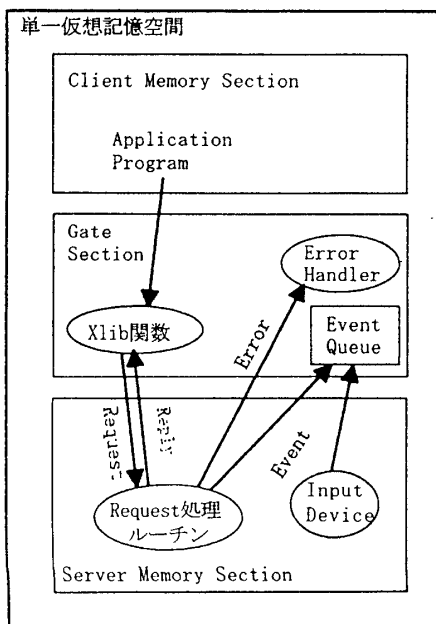 単一仮想記憶空間
Client Memory Section
Application
Program
Gate
Section
Error
Handler
Xlib関数
Event
Queue
Error
Reply
Event
Request処理
ルーチン
Input
Device
Server Memory Section